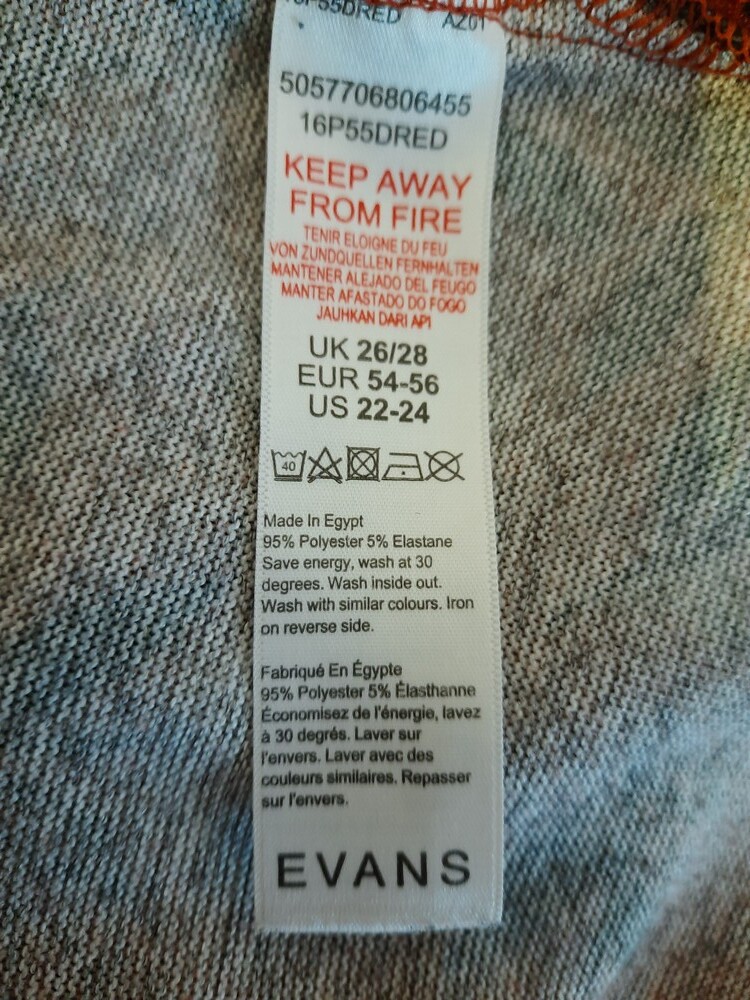 16P55DRED AZ01
5057706806455
16P55DRED
KEEP AWAY
FROM FIRE
TENIR ELOIGNE DU FEU
VON ZUNDQUELLEN FERNHALTEN
MANTENER ALEJADO DEL FEUGO
MANTER AFASTADO DO FOGO
JAUHKAN DARI API
UK 26/28
EUR 54-56
US 22-24
40
Made In Egypt
95% Polyester 5% Elastane
Save energy, wash at 30
degrees. Wash inside out.
Wash with similar colours. Iron
on reverse side.
Fabriqué En Égypte
95% Polyester 5% Élasthanne
Économisez de l'énergie, lavez
à 30 degrés. Laver sur
l'envers. Laver avec des
couleurs similaires. Repasser
sur l'envers.
EVANS